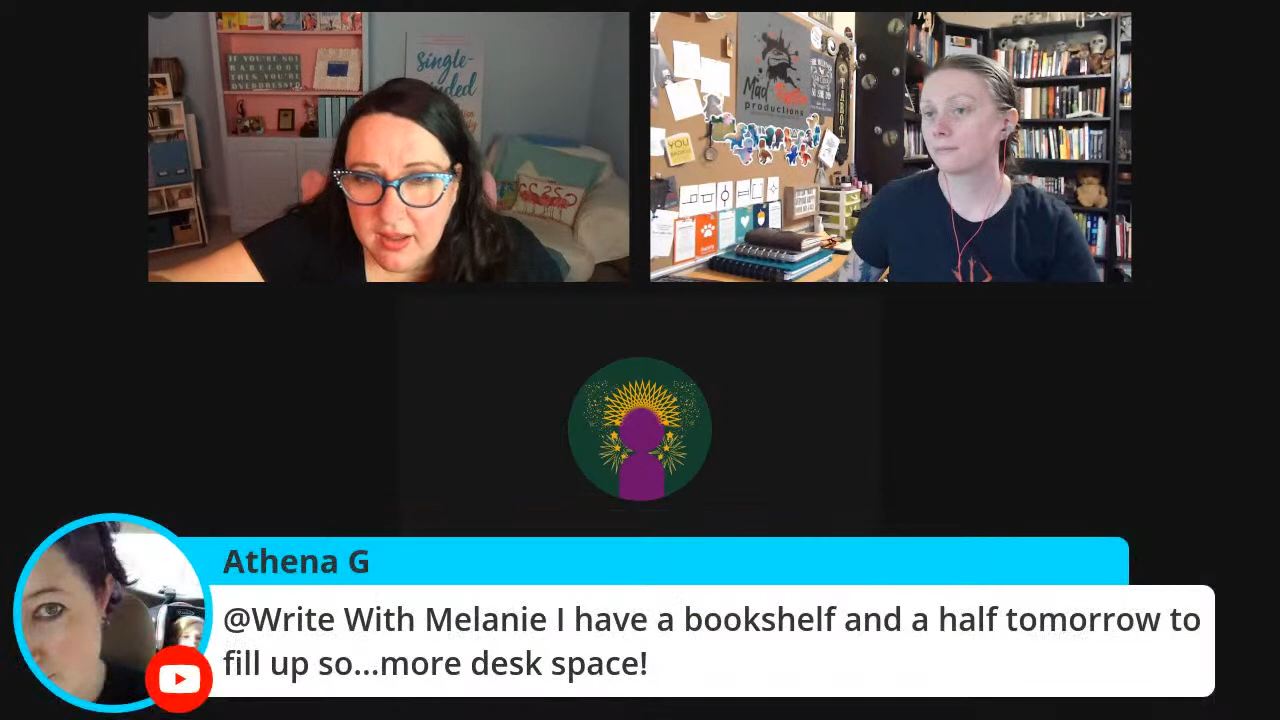 IF YOU'RE NOT
BAREFOOT
THEN YOU'RE
OVERDRESSED
Single-
Mad
productions
YOU
Athena G
@Write With Melanie I have a bookshelf and a half tomorrow to
fill up so...more desk space!